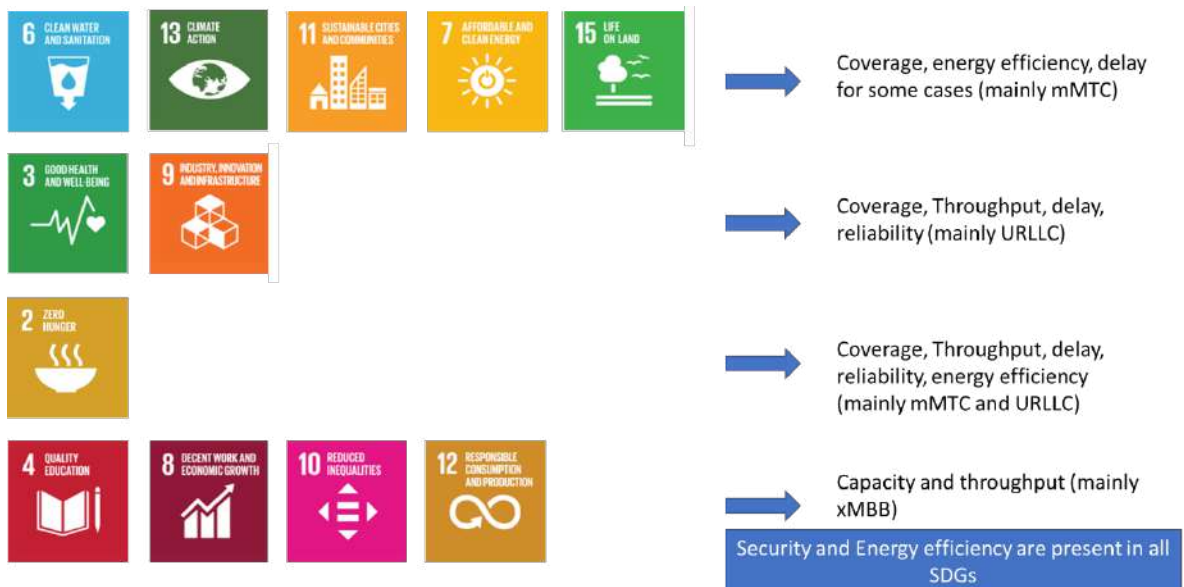 6 CLEAN WATER
AND SANITATION
13 CLIMATE
ACTION
11 SUSTAINABLE CITIES
AND COMMUNITIES
7 AFFORDABLE AND
CLEAN ENERGY
15 LIFE
ON LAND
Coverage, energy efficiency, delay
for some cases (mainly mMTC)
3 GOOD HEALTH
AND WELL-BEING
9 INDUSTRY, INNOVATION
AND INFRASTRUCTURE
Coverage, Throughput, delay,
reliability (mainly URLLC)
2 ZERO
HUNGER
Coverage, Throughput, delay,
reliability, energy efficiency
(mainly mMTC and URLLC)
4 QUALITY
EDUCATION
8 DECENT WORK AND
ECONOMIC GROWTH
10 REDUCED
INEQUALITIES
12 RESPONSIBLE
CONSUMPTION
AND PRODUCTION
Capacity and throughput (mainly
xMBB)
Security and Energy efficiency are present in all
SDGs